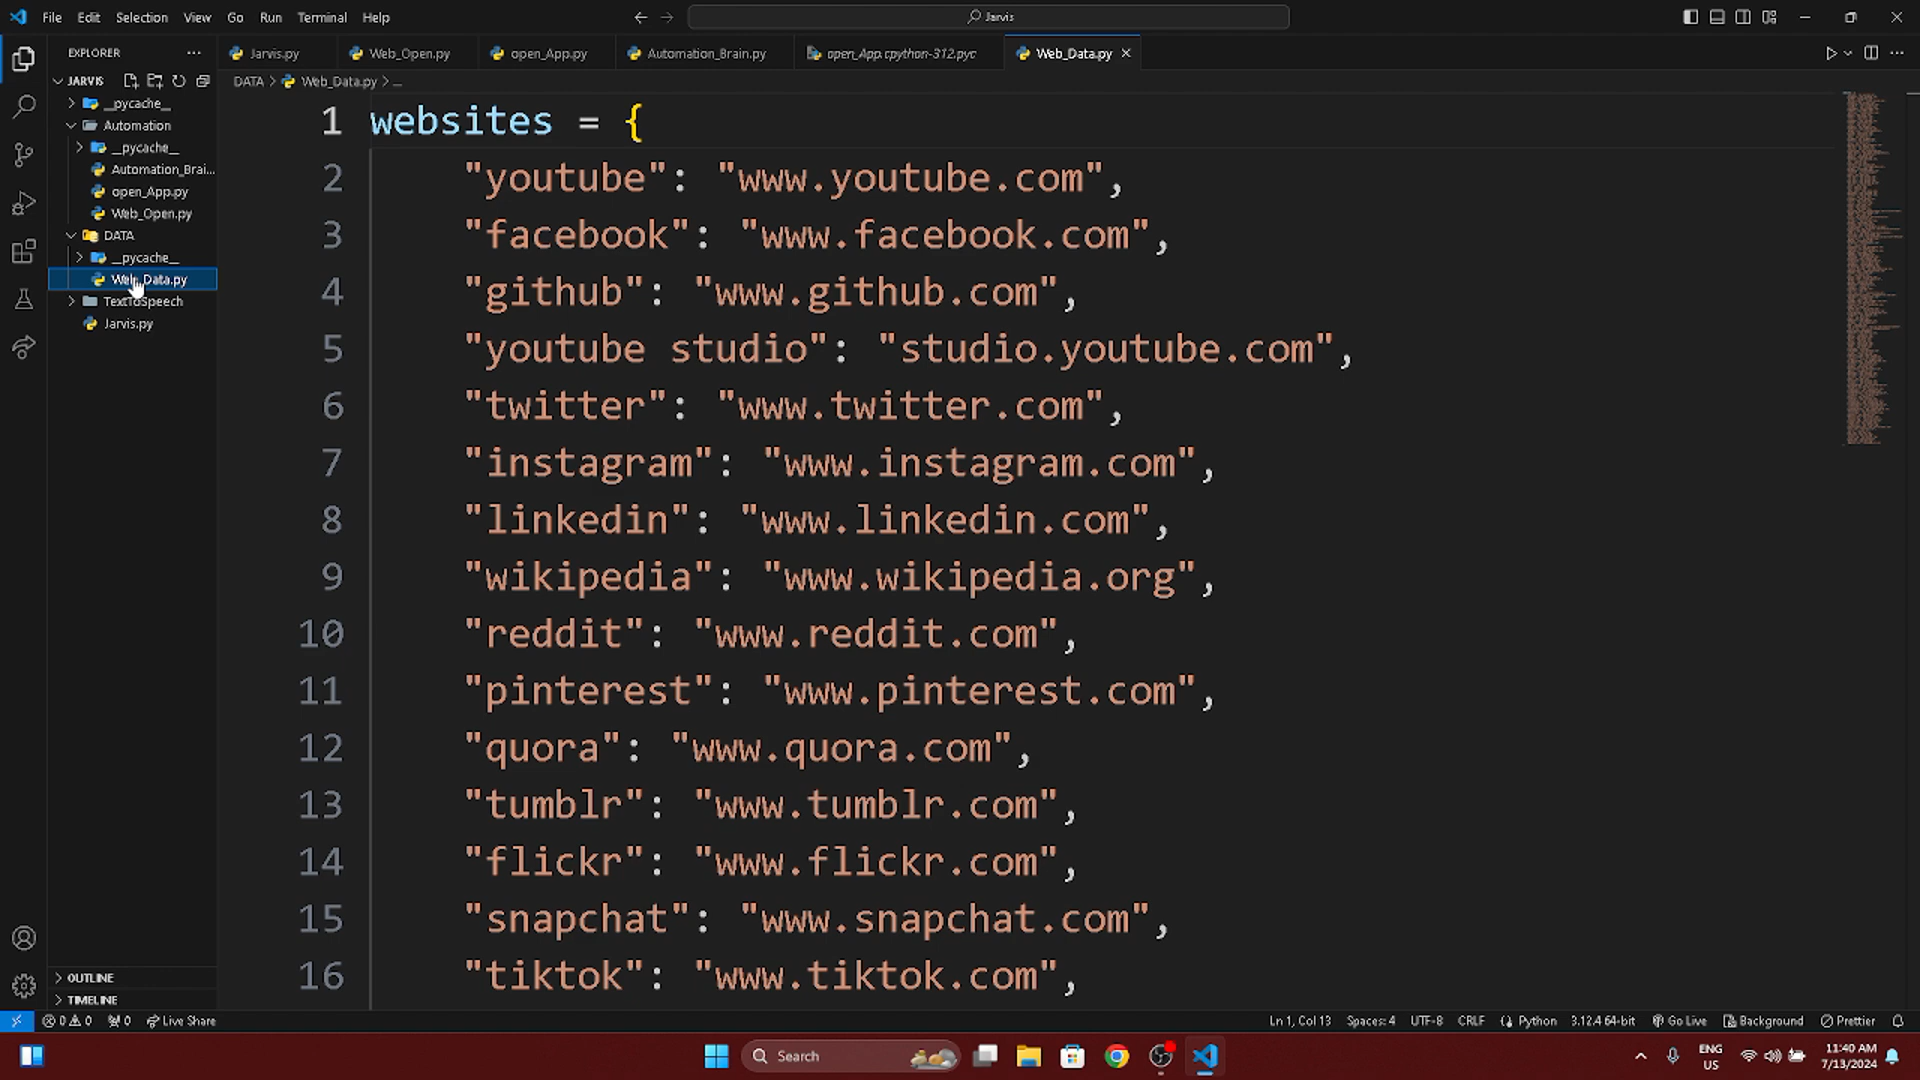 File Edit Selection View Go Run Terminal Help
Jarvis
EXPLORER ...
Jarvis.py Web_Open.py open_App.py Automation_Brain.py open_App.cpython-312.pyc Web_Data.py
JARVIS
DATA > Web_Data.py > ...
__pycache__
Automation
__pycache__
Automation_Brai...
open_App.py
Web_Open.py
DATA
__pycache__
Web_Data.py
TextToSpeech
Jarvis.py
OUTLINE
TIMELINE
1 websites = {
2 "youtube": "www.youtube.com",
3 "facebook": "www.facebook.com",
4 "github": "www.github.com",
5 "youtube studio": "studio.youtube.com",
6 "twitter": "www.twitter.com",
7 "instagram": "www.instagram.com",
8 "linkedin": "www.linkedin.com",
9 "wikipedia": "www.wikipedia.org",
10 "reddit": "www.reddit.com",
11 "pinterest": "www.pinterest.com",
12 "quora": "www.quora.com",
13 "tumblr": "www.tumblr.com",
14 "flickr": "www.flickr.com",
15 "snapchat": "www.snapchat.com",
16 "tiktok": "www.tiktok.com",
0 0 0 Live Share Ln 1, Col 13 Spaces: 4 UTF-8 CRLF Python 3.12.4 64-bit Go Live Background Prettier
Search
ENG
US
11:40 AM
7/13/2024